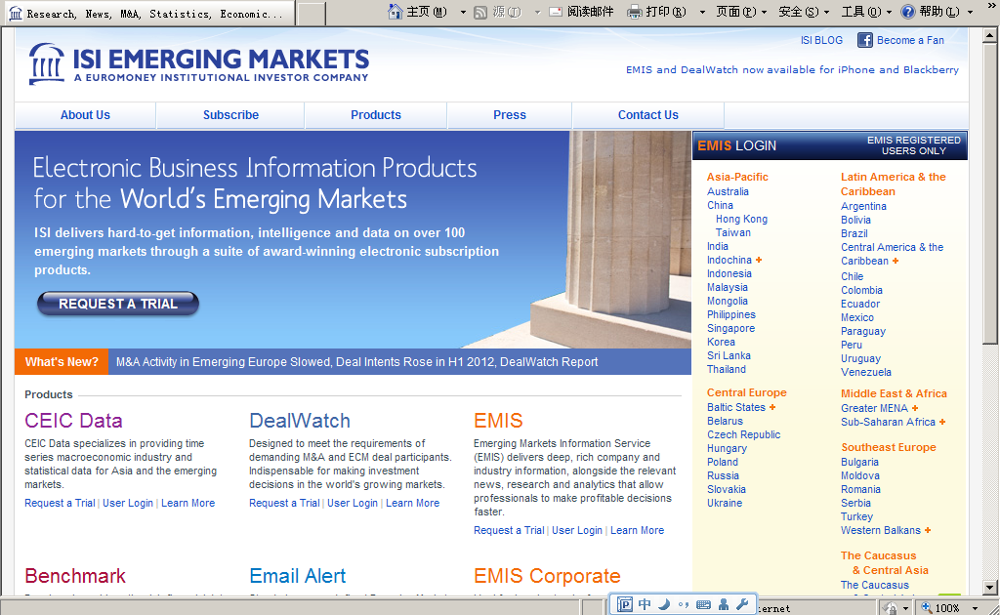 Research, News, M&A, Statistics, Economic...
主页(M)
源(J)
阅读邮件
打印(R)
页面(P)
安全(S)
工具(O)
帮助(L)
ISI BLOG
Become a Fan
ISI EMERGING MARKETS
A EUROMONEY INSTITUTIONAL INVESTOR COMPANY
EMIS and DealWatch now available for iPhone and Blackberry
About Us
Subscribe
Products
Press
Contact Us
Electronic Business Information Products
for the World's Emerging Markets
ISI delivers hard-to-get information, intelligence and data on over 100
emerging markets through a suite of award-winning electronic subscription
products.
REQUEST A TRIAL
What's New?
M&A Activity in Emerging Europe Slowed, Deal Intents Rose in H1 2012, DealWatch Report
Products
CEIC Data
CEIC Data specializes in providing time
series macroeconomic industry and
statistical data for Asia and the emerging
markets.
Request a Trial | User Login | Learn More
DealWatch
Designed to meet the requirements of
demanding M&A and ECM deal participants.
Indispensable for making investment
decisions in the world's growing markets.
Request a Trial | User Login | Learn More
EMIS
Emerging Markets Information Service
(EMIS) delivers deep, rich company and
industry information, alongside the relevant
news, research and analytics that allow
professionals to make profitable decisions
faster.
Request a Trial | User Login | Learn More
Benchmark
Email Alert
EMIS Corporate
EMIS LOGIN
EMIS REGISTERED
USERS ONLY
Asia-Pacific
Australia
China
Hong Kong
Taiwan
India
Indochina +
Indonesia
Malaysia
Mongolia
Philippines
Singapore
Korea
Sri Lanka
Thailand
Central Europe
Baltic States +
Belarus
Czech Republic
Hungary
Poland
Russia
Slovakia
Ukraine
Latin America & the
Caribbean
Argentina
Bolivia
Brazil
Central America & the
Caribbean +
Chile
Colombia
Ecuador
Mexico
Paraguay
Peru
Uruguay
Venezuela
Middle East & Africa
Greater MENA +
Sub-Saharan Africa +
Southeast Europe
Bulgaria
Moldova
Romania
Serbia
Turkey
Western Balkans +
The Caucasus
& Central Asia
The Caucasus
中
ternet
100%